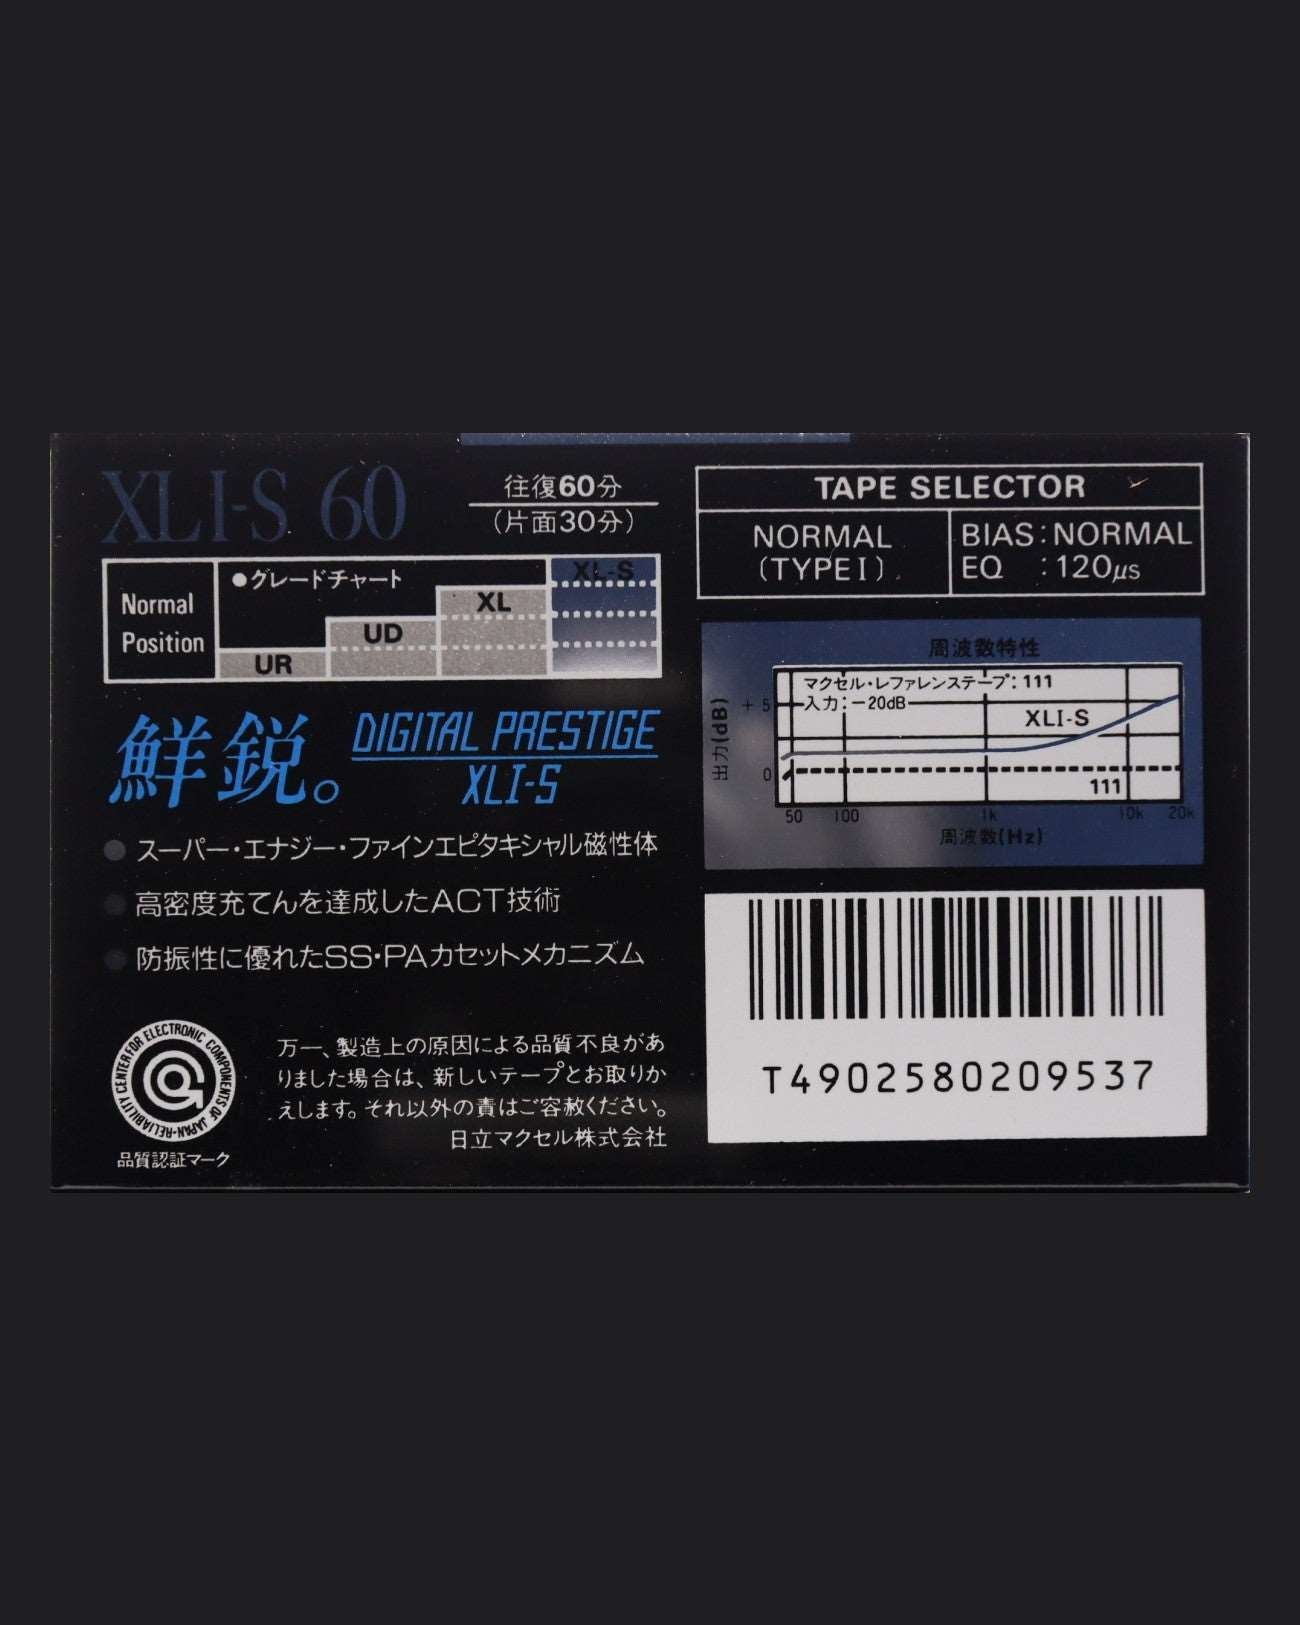 XLI-S 60
往復60分
(片面30分)
Normal
Position
●グレードチャート
UR
UD
XL
XL-S
鮮鋭。
DIGITAL PRESTIGE
XLI-S
スーパー・エナジー・ファインエピタキシャル磁性体
高密度充てんを達成したACT技術
防振性に優れたSS・PAカセットメカニズム
RELIABILITY CENTER FOR ELECTRONIC COMPONENTS OF JAPAN
品質認証マーク
万一、製造上の原因による品質不良があ
りました場合は、新しいテープとお取りか
えします。それ以外の責はご容赦ください。
日立マクセル株式会社
TAPE SELECTOR
NORMAL
(TYPEI)
BIAS:NORMAL
EQ :120μs
周波数特性
マクセル・レファレンステープ:111
入力:-20dB
XLI-S
111
出力(dB)
+5
0
50 100 1k 10k 20k
周波数(Hz)
T4902580209537